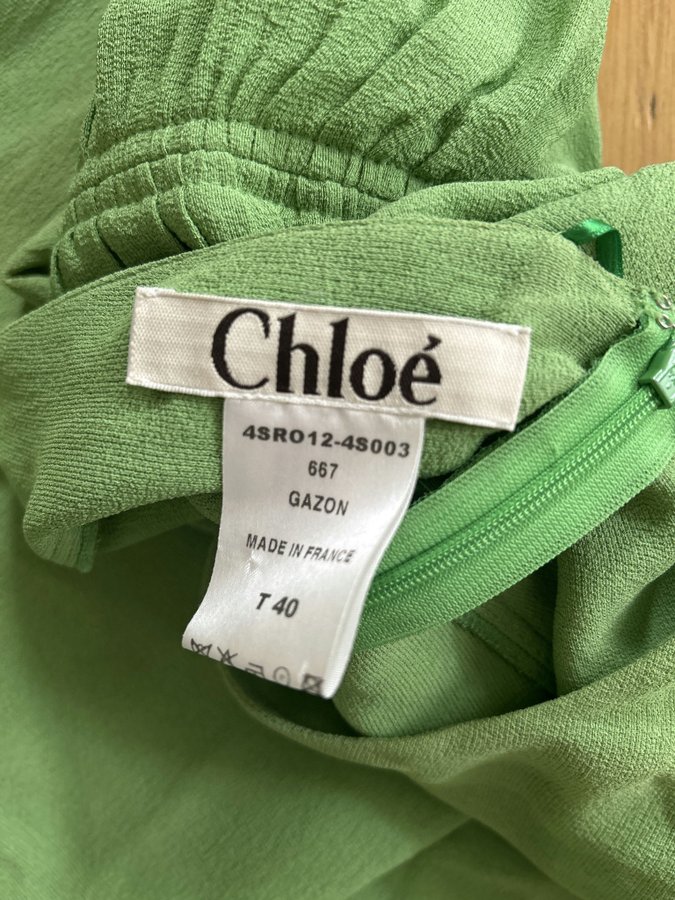 Chloé
4SRO12-4S003
667
GAZON
MADE IN FRANCE
T 40